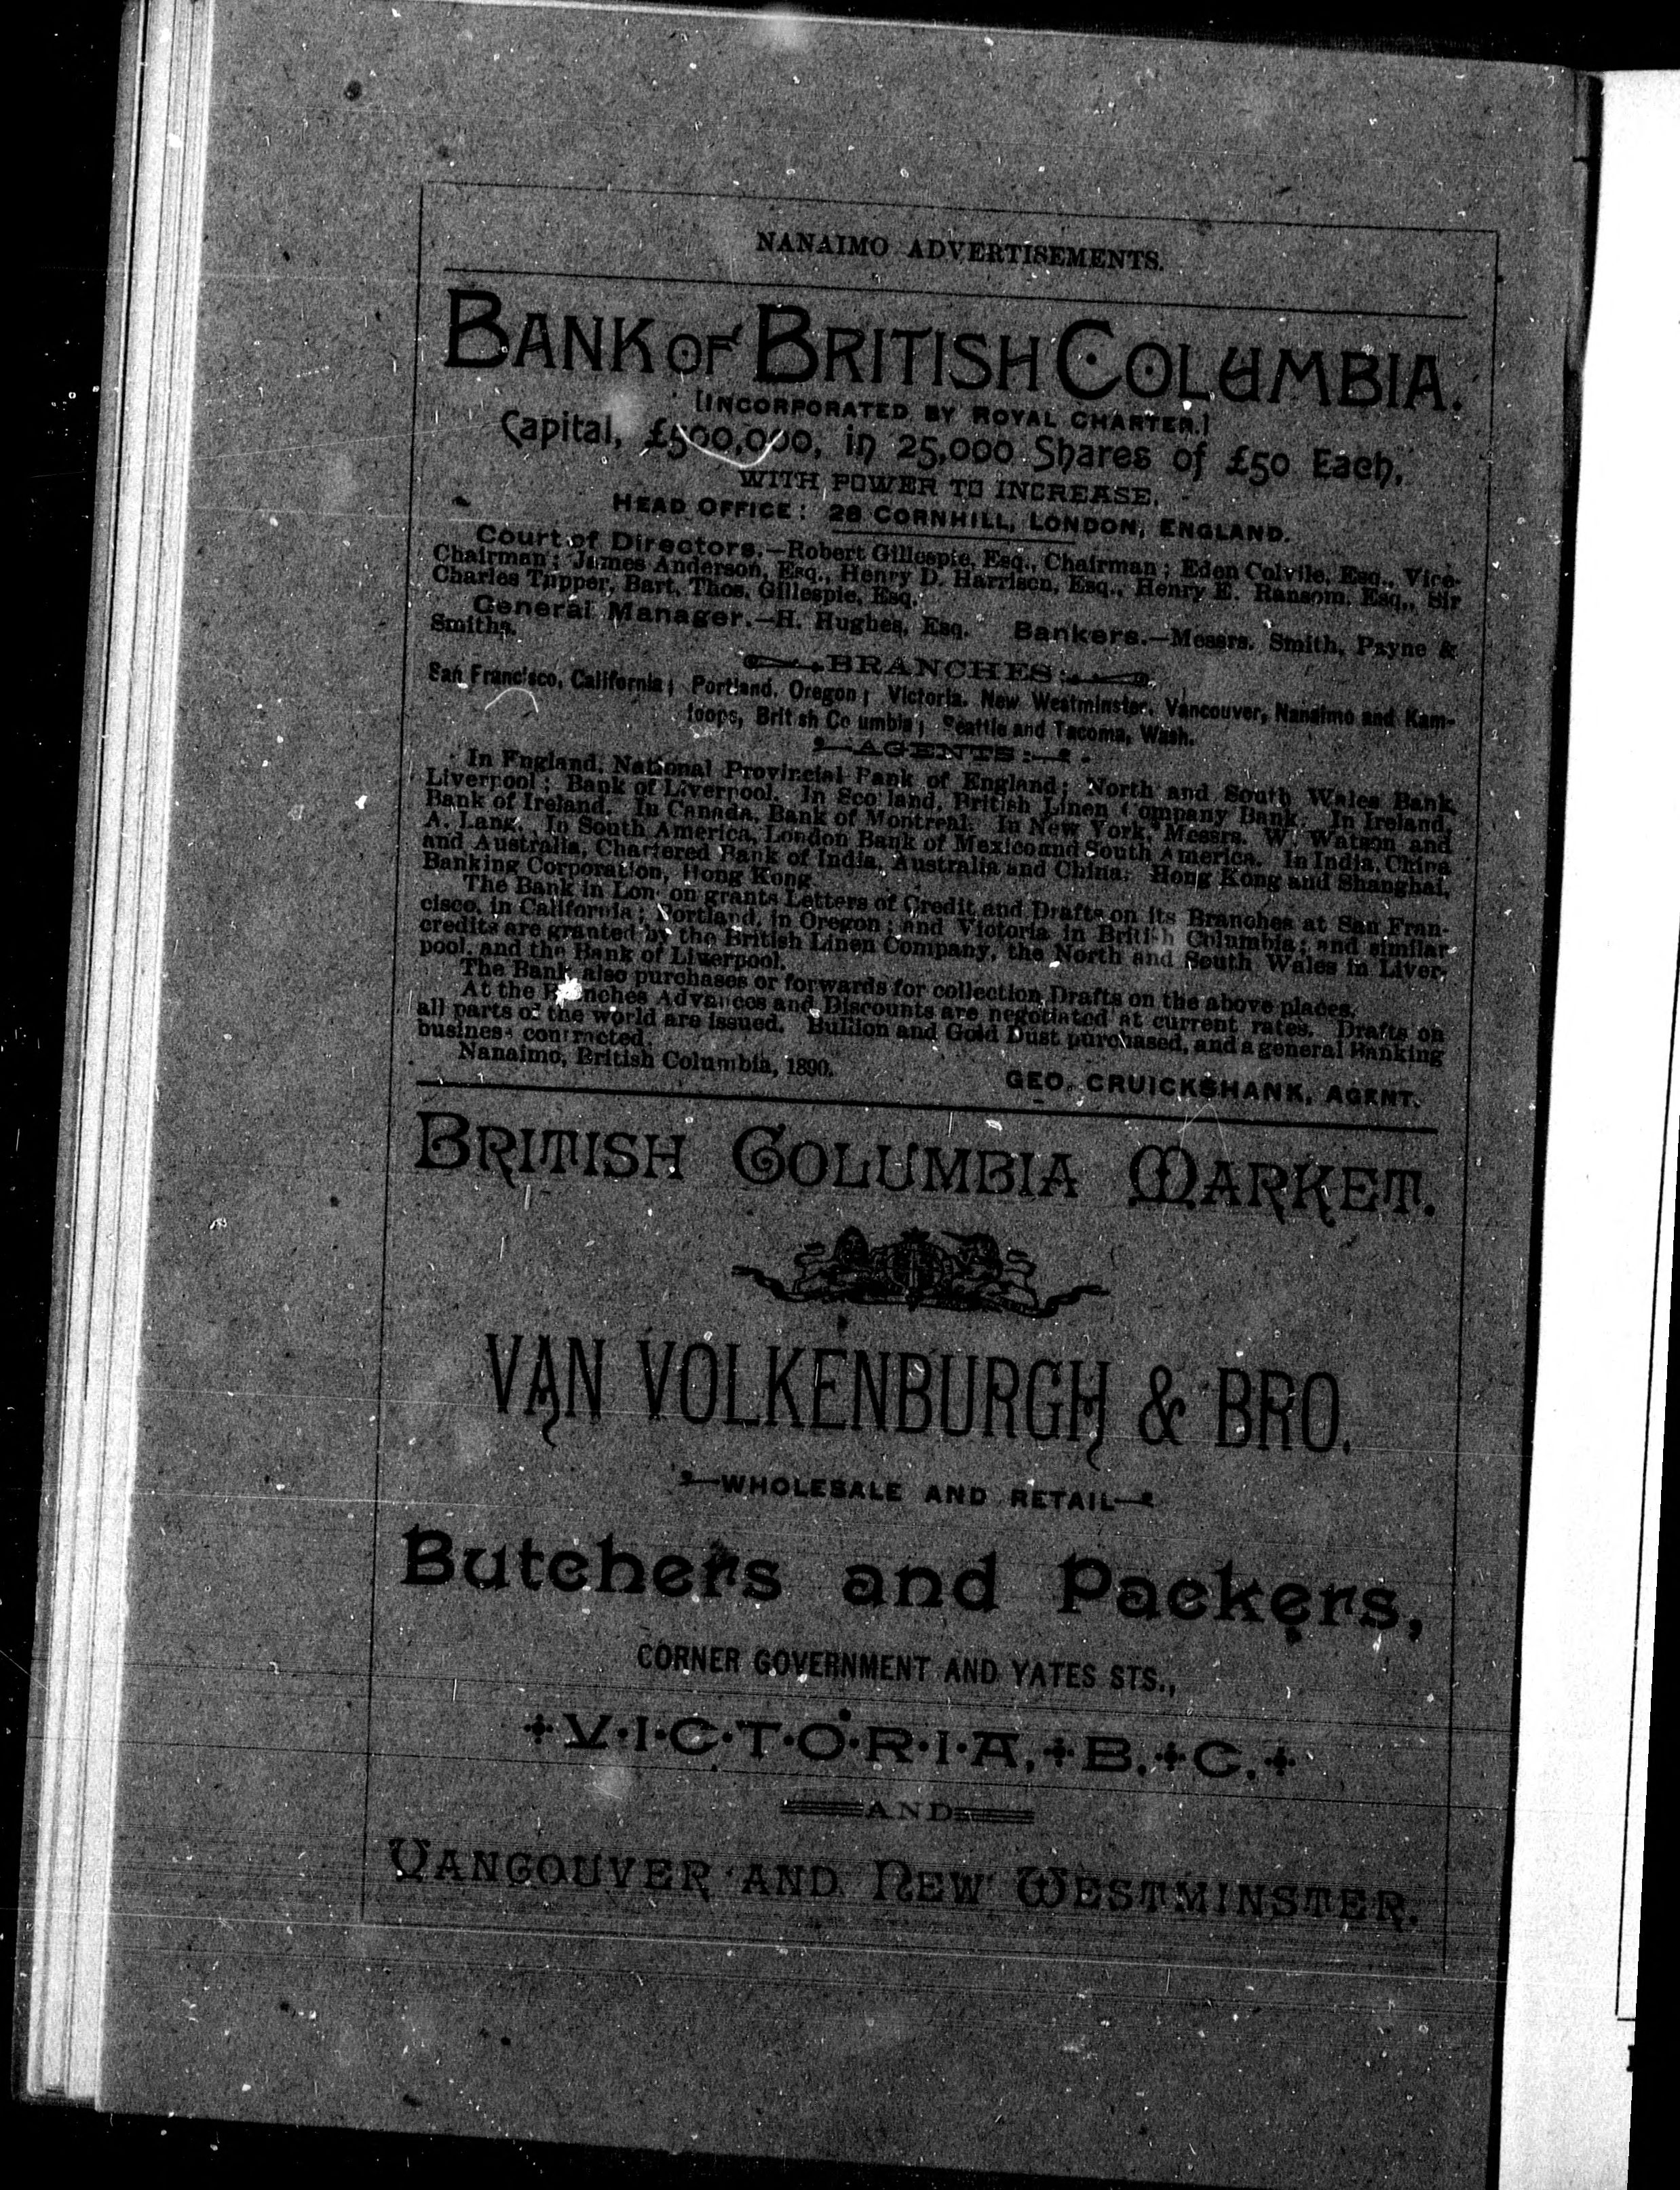 NANAIMO ADVERTISEMENTS.
BANK OF BRITISH COLUMBIA.
[INCORPORATED BY ROYAL CHARTER.]
Capital, £500,000, in 25,000 Shares of £50 Each,
WITH POWER TO INCREASE.
HEAD OFFICE: 28 CORNHILL, LONDON, ENGLAND.
Court of Directors.—Robert Gillespie, Esq., Chairman; Eden Colvile, Esq., Vice-
Chairman; James Anderson, Esq., Henry D. Harrison, Esq., Henry E. Ransom, Esq., Sir
Charles Tupper, Bart, Thos. Gillespie, Esq.
General Manager.—H. Hughes, Esq. Bankers.—Messrs. Smith, Payne &
Smiths.
BRANCHES:
San Francisco, California; Portland, Oregon; Victoria, New Westminster, Vancouver, Nanaimo and Kam-
loops, British Columbia; Seattle and Tacoma, Wash.
AGENTS:
In England, National Provincial Bank of England; North and South Wales Bank,
Liverpool; Bank of Liverpool. In Scotland, British Linen Company Bank. In Ireland,
Bank of Ireland. In Canada, Bank of Montreal. In New York, Messrs. W. Watson and
A. Lang. In South America, London Bank of Mexico and South America. In India, China
and Australia, Chartered Bank of India, Australia and China. Hong Kong and Shanghai,
Banking Corporation, Hong Kong.
The Bank in London grants Letters of Credit and Drafts on its Branches at San Fran-
cisco, in California; Portland, in Oregon; and Victoria in British Columbia; and similar
credits are granted by the British Linen Company, the North and South Wales in Liver,
pool, and the Bank of Liverpool.
The Bank also purchases or forwards for collection Drafts on the above places.
At the Branches Advances and Discounts are negotiated at current rates. Drafts on
all parts of the world are issued. Bullion and Gold Dust purchased, and a general Banking
business contracted.
Nanaimo, British Columbia, 1890. GEO. CRUICKSHANK, AGENT.
BRITISH COLUMBIA MARKET.
VAN VOLKENBURGH & BRO.
WHOLESALE AND RETAIL
Butchers and Packers,
CORNER GOVERNMENT AND YATES STS.,
V·I·C·T·O·R·I·A, B. C.
AND
VANCOUVER AND NEW WESTMINSTER.